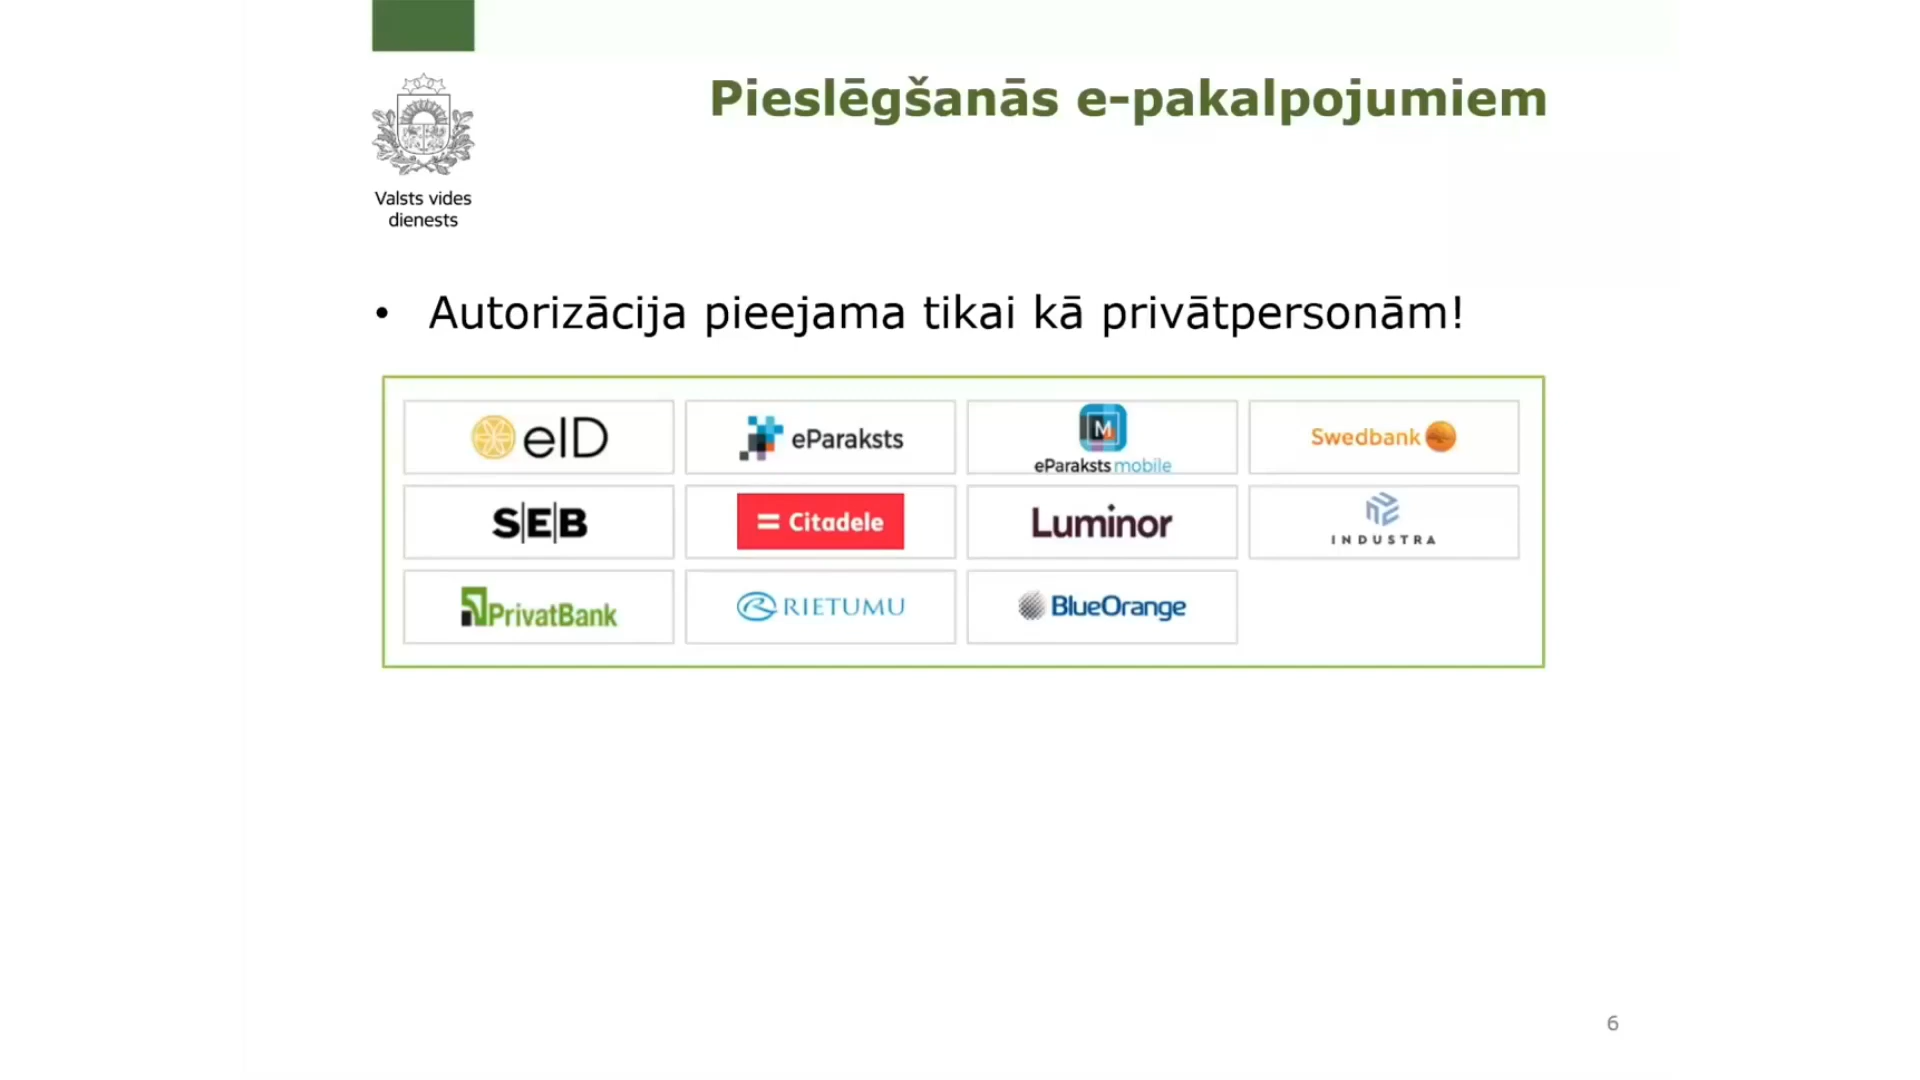 Pieslēgšanās e-pakalpojumiem
Valsts vides
dienests
• Autorizācija pieejama tikai kā privātpersonām!
eID
eParaksts
M
eParaksts mobile
Swedbank
S|E|B
Citadele
Luminor
INDUSTRA
PrivatBank
RIETUMU
BlueOrange
6